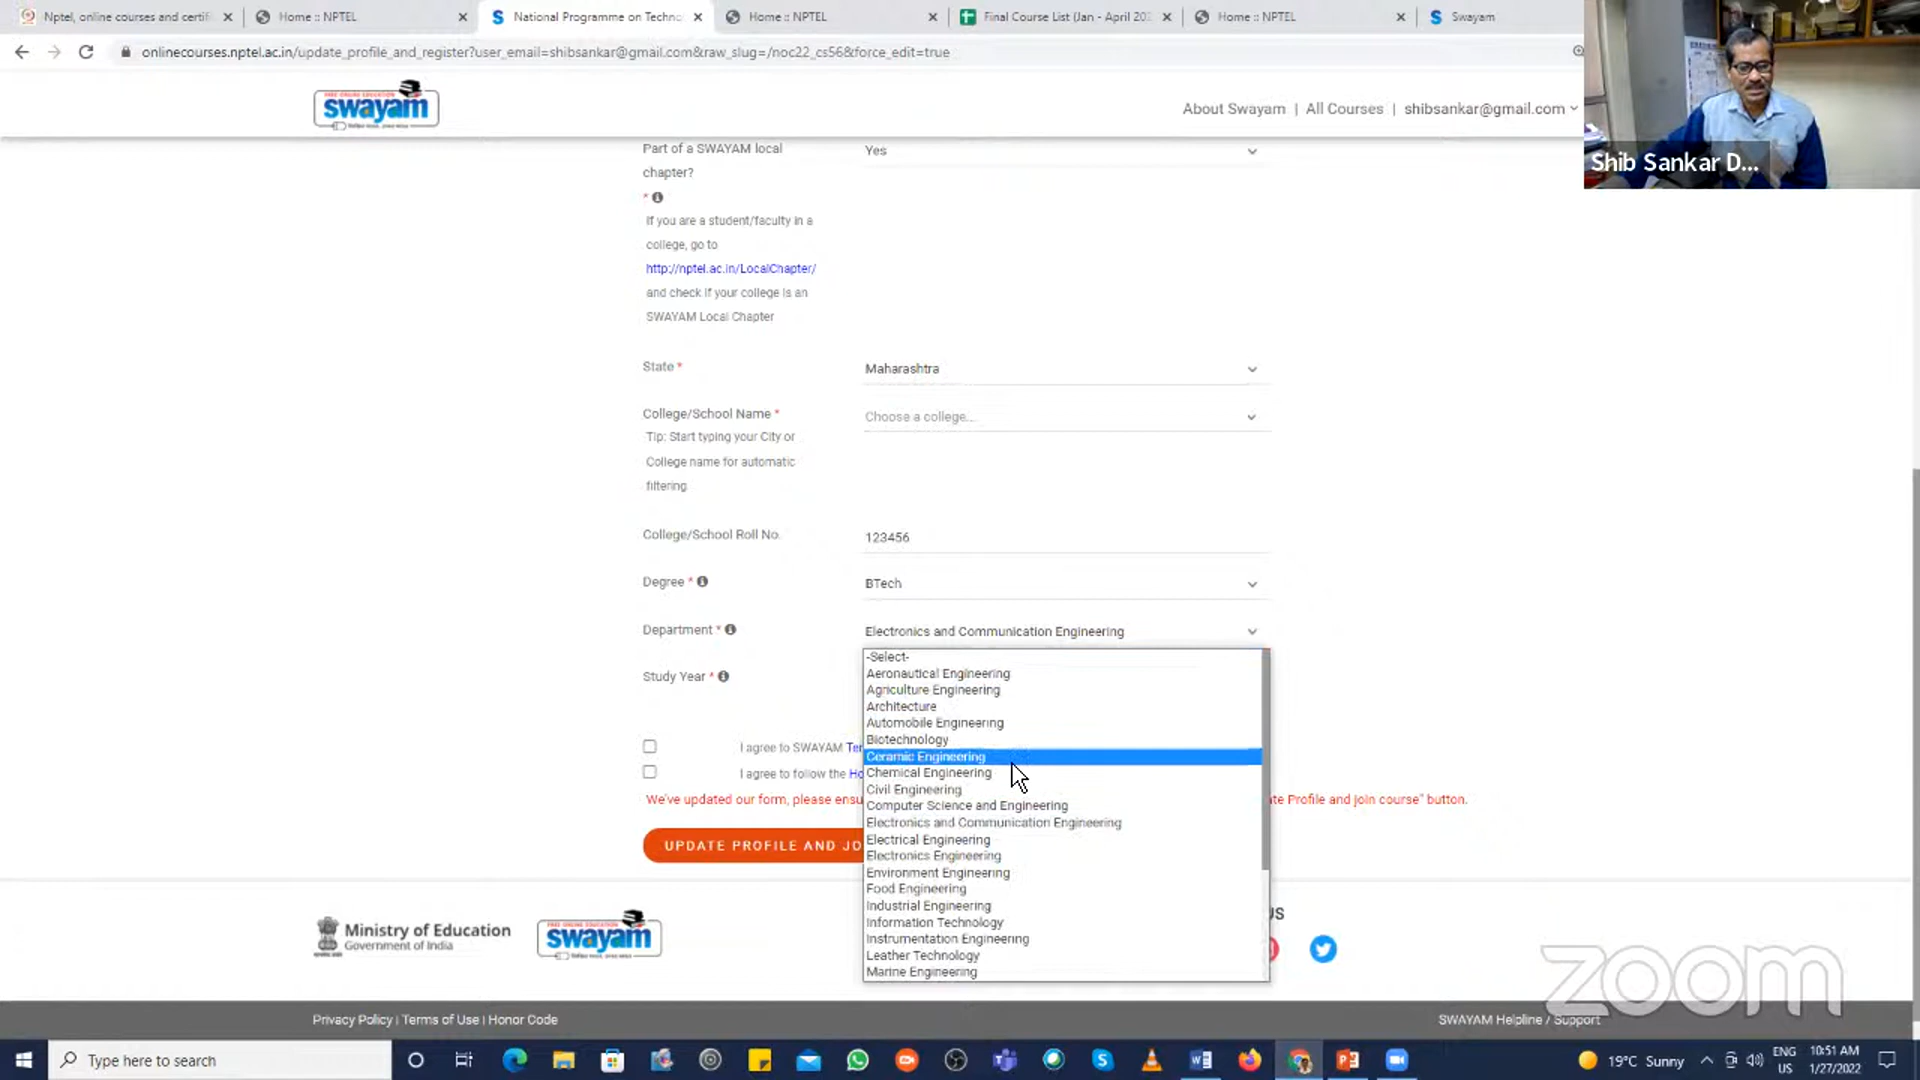 Nptel, online courses and certifi
Home :: NPTEL
National Programme on Techno
Home :: NPTEL
Final Course List (Jan - April 202
Home :: NPTEL
Swayam
onlinecourses.nptel.ac.in/update_profile_and_register?user_email=shibsankar@gmail.com&raw_slug=/noc22_cs56&force_edit=true
FREE ONLINE EDUCATION
swayam
About Swayam | All Courses | shibsankar@gmail.com
Shib Sankar D...
Part of a SWAYAM local
chapter?
*
Yes
If you are a student/faculty in a
college, go to
http://nptel.ac.in/LocalChapter/
and check if your college is an
SWAYAM Local Chapter
State *
Maharashtra
College/School Name *
Choose a college...
Tip: Start typing your City or
College name for automatic
filtering
College/School Roll No.
123456
Degree *
BTech
Department *
Electronics and Communication Engineering
Study Year *
-Select-
Aeronautical Engineering
Agriculture Engineering
Architecture
Automobile Engineering
Biotechnology
Ceramic Engineering
Chemical Engineering
Civil Engineering
Computer Science and Engineering
Electronics and Communication Engineering
Electrical Engineering
Electronics Engineering
Environment Engineering
Food Engineering
Industrial Engineering
Information Technology
Instrumentation Engineering
Leather Technology
Marine Engineering
I agree to SWAYAM Ter
I agree to follow the Ho
We've updated our form, please ensu
te Profile and join course" button.
UPDATE PROFILE AND JO
Ministry of Education
Government of India
FREE ONLINE EDUCATION
swayam
US
zoom
Privacy Policy | Terms of Use | Honor Code
SWAYAM Helpline / Support
Type here to search
19°C Sunny
ENG
US
10:51 AM
1/27/2022